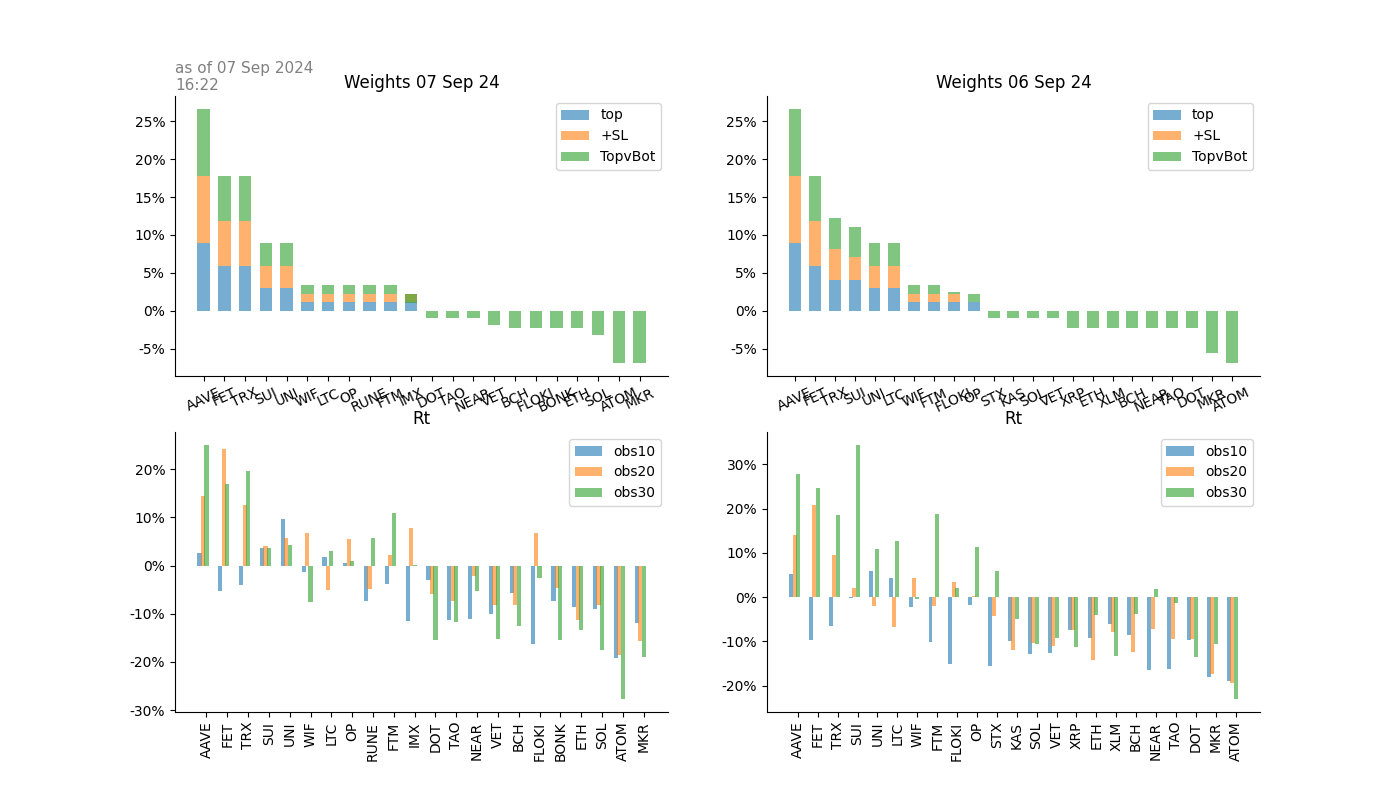 as of 07 Sep 2024
16:22
Weights 07 Sep 24
25%
20%
15%
10%
5%
0%
-5%
top
+SL
TopvBot
AAVE FET TRX SUI UNI WIF LTC OP RUNE FTM IMX DOT TAO NEAR VET BCH FLOKI BONK ETH SOL ATOM MKR
Weights 06 Sep 24
25%
20%
15%
10%
5%
0%
-5%
top
+SL
TopvBot
AAVE FET TRX SUI UNI LTC WIF FTM FLOKI OP STX KAS SOL VET XRP ETH XLM BCH NEAR TAO DOT MKR ATOM
Rt
20%
10%
0%
-10%
-20%
-30%
obs10
obs20
obs30
AAVE FET TRX SUI UNI WIF LTC OP RUNE FTM IMX DOT TAO NEAR VET BCH FLOKI BONK ETH SOL ATOM MKR
Rt
30%
20%
10%
0%
-10%
-20%
obs10
obs20
obs30
AAVE FET TRX SUI UNI LTC WIF FTM FLOKI OP STX KAS SOL VET XRP ETH XLM BCH NEAR TAO DOT MKR ATOM